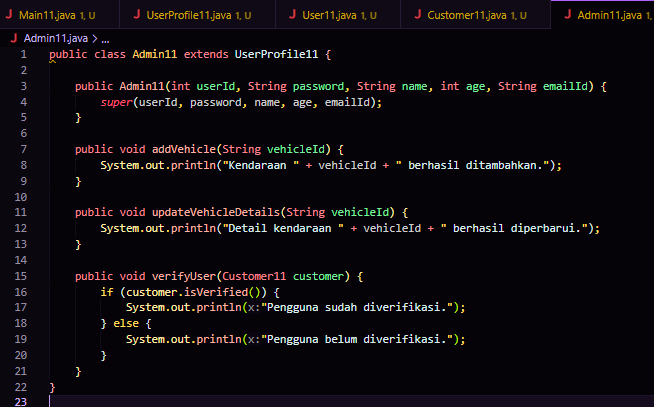 Main11.java 1, U UserProfile11.java 1, U User11.java 1, U Customer11.java 1, U Admin11.java 1, U
Admin11.java > ...
1 public class Admin11 extends UserProfile11 {
2
3     public Admin11(int userId, String password, String name, int age, String emailId) {
4         super(userId, password, name, age, emailId);
5     }
6
7     public void addVehicle(String vehicleId) {
8         System.out.println("Kendaraan " + vehicleId + " berhasil ditambahkan.");
9     }
10
11     public void updateVehicleDetails(String vehicleId) {
12         System.out.println("Detail kendaraan " + vehicleId + " berhasil diperbarui.");
13     }
14
15     public void verifyUser(Customer11 customer) {
16         if (customer.isVerified()) {
17             System.out.println(x:"Pengguna sudah diverifikasi.");
18         } else {
19             System.out.println(x:"Pengguna belum diverifikasi.");
20         }
21     }
22 }
23